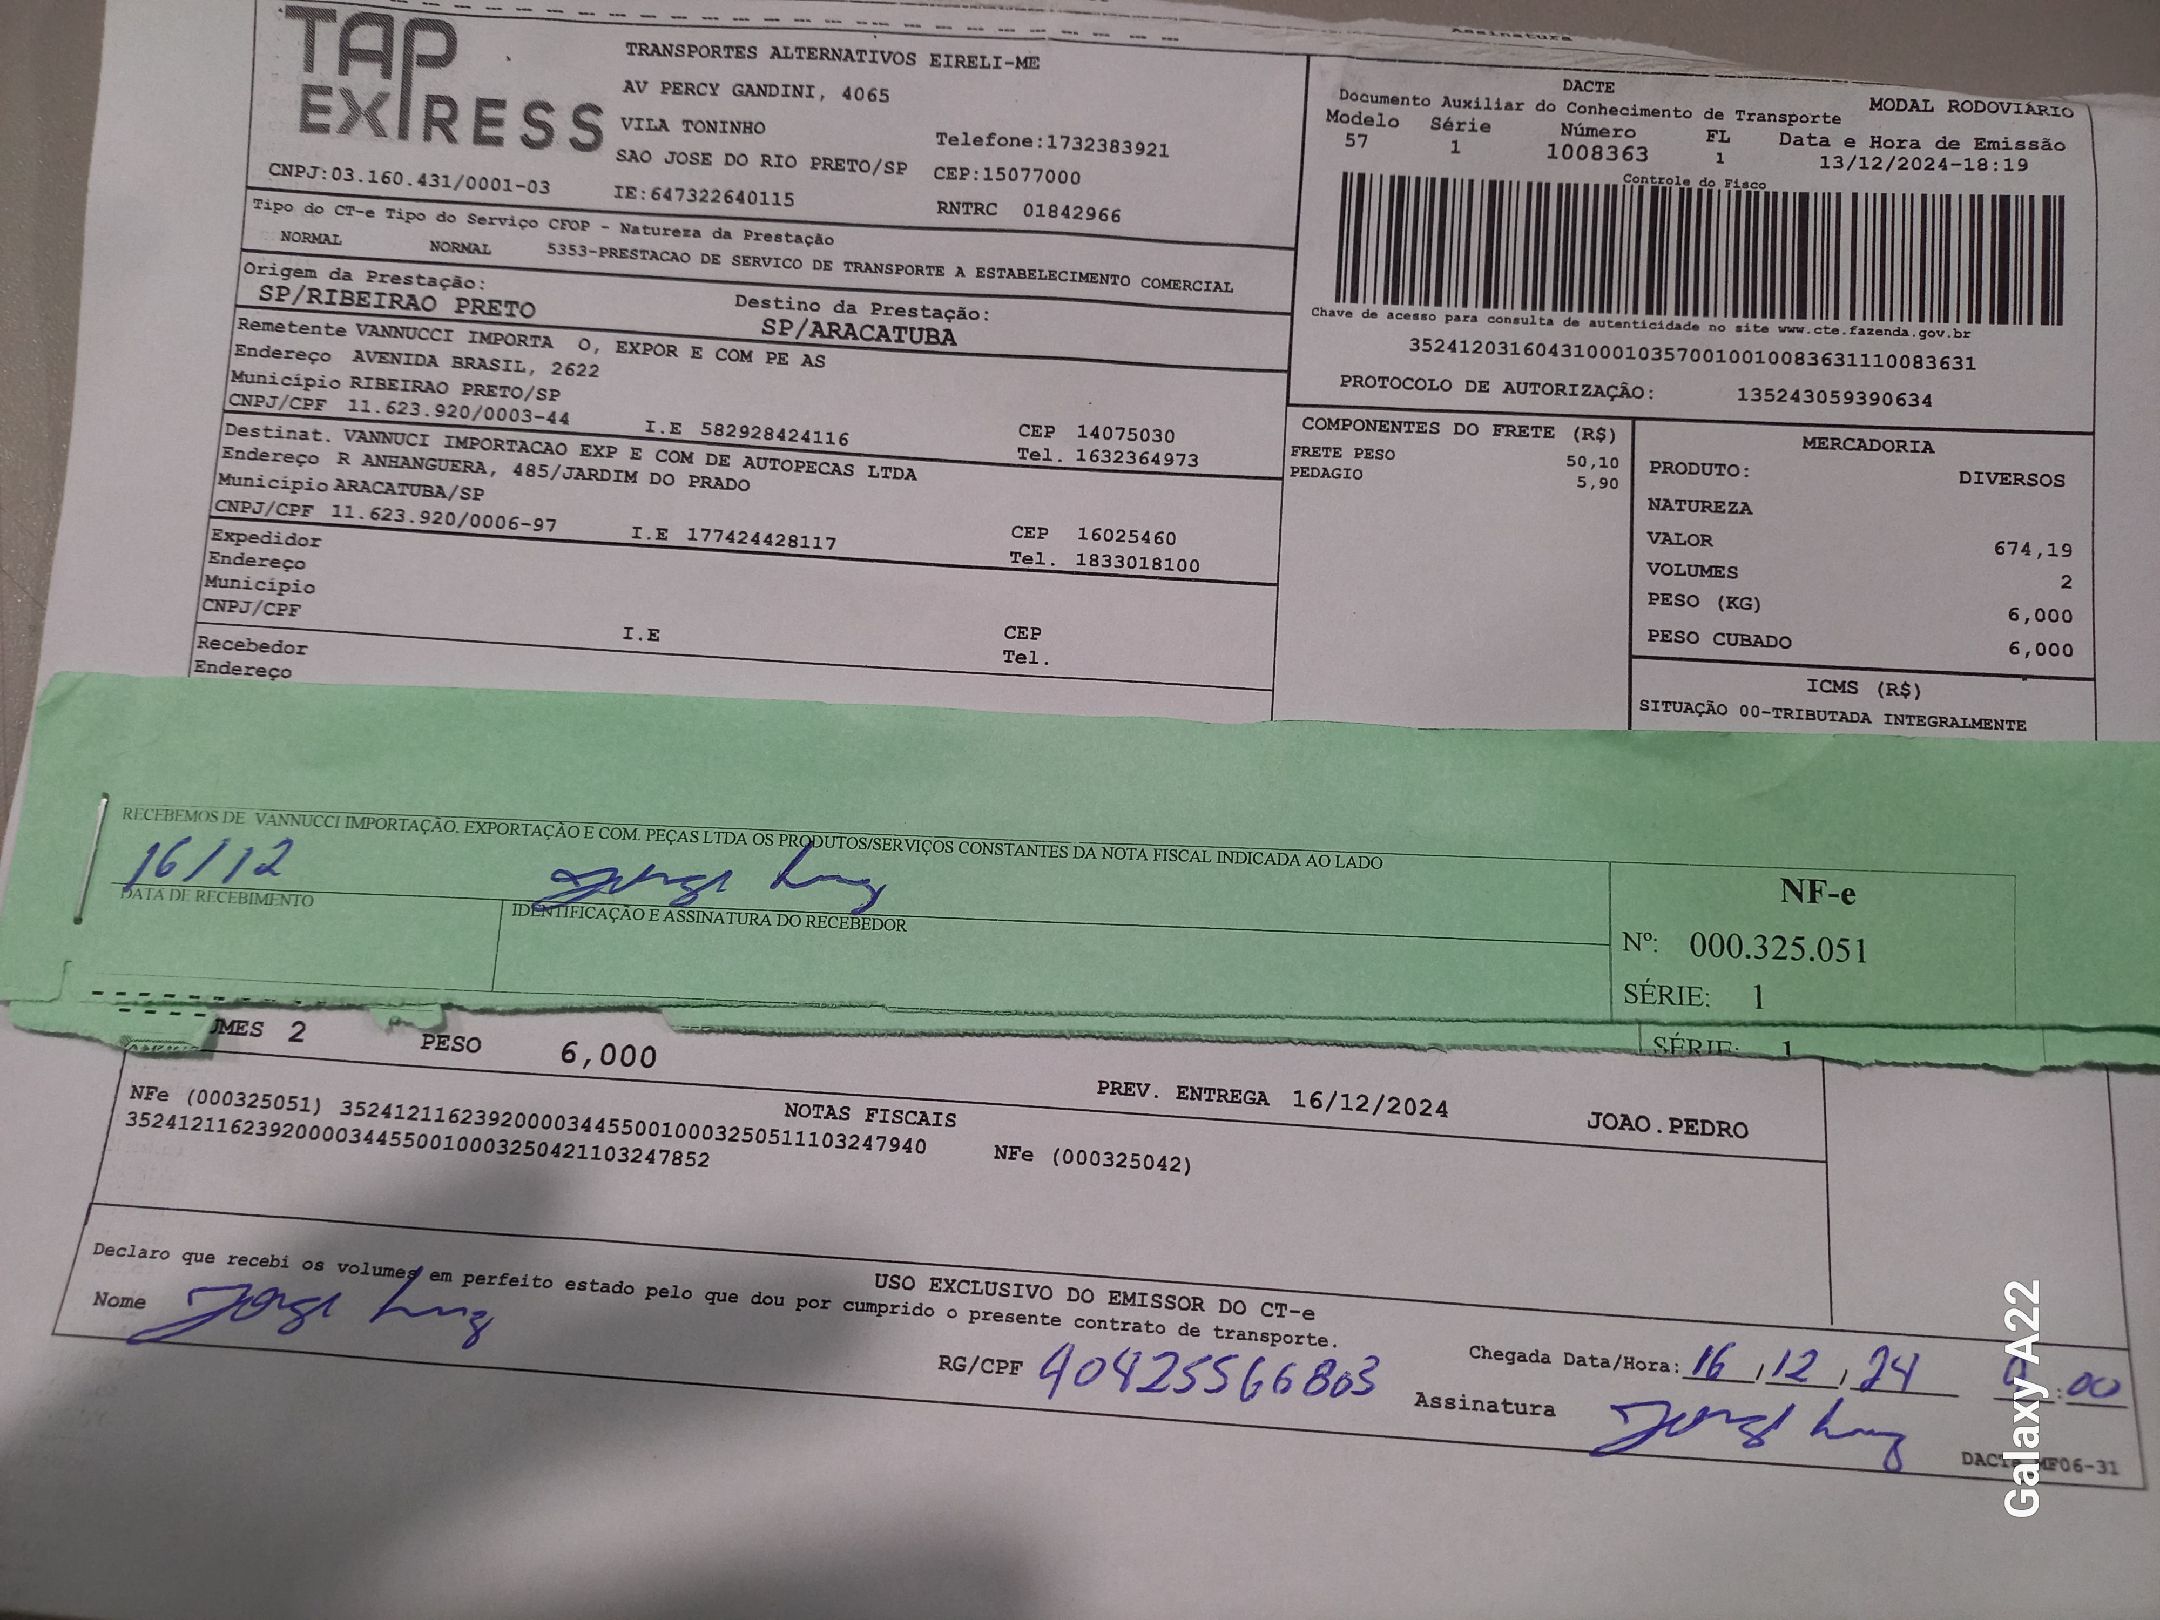 Assinatura
TAP EXPRESS
TRANSPORTES ALTERNATIVOS EIRELI-ME
AV PERCY GANDINI, 4065
VILA TONINHO
Telefone:1732383921
SAO JOSE DO RIO PRETO/SP CEP:15077000
CNPJ:03.160.431/0001-03 IE:647322640115 RNTRC 01842966
DACTE MODAL RODOVIÁRIO
Documento Auxiliar do Conhecimento de Transporte
Modelo Série Número FL Data e Hora de Emissão
57 1 1008363 1 13/12/2024-18:19
Controle do Fisco
Chave de acesso para consulta de autenticidade no site www.cte.fazenda.gov.br
35241203160431000103570010010083631110083631
PROTOCOLO DE AUTORIZAÇÃO: 135243059390634
Tipo do CT-e Tipo do Serviço CFOP - Natureza da Prestação
NORMAL NORMAL 5353-PRESTACAO DE SERVICO DE TRANSPORTE A ESTABELECIMENTO COMERCIAL
Origem da Prestação: Destino da Prestação:
SP/RIBEIRAO PRETO SP/ARACATUBA
Remetente VANNUCCI IMPORTA O, EXPOR E COM PE AS
Endereço AVENIDA BRASIL, 2622
Município RIBEIRAO PRETO/SP CEP 14075030
CNPJ/CPF 11.623.920/0003-44 I.E 582928424116 Tel. 1632364973
Destinat. VANNUCI IMPORTACAO EXP E COM DE AUTOPECAS LTDA
Endereço R ANHANGUERA, 485/JARDIM DO PRADO
Município ARACATUBA/SP CEP 16025460
CNPJ/CPF 11.623.920/0006-97 I.E 177424428117 Tel. 1833018100
Expedidor
Endereço
Município CEP
CNPJ/CPF I.E Tel.
Recebedor
Endereço
COMPONENTES DO FRETE (R$)
FRETE PESO 50,10
PEDAGIO 5,90
MERCADORIA
PRODUTO: DIVERSOS
NATUREZA
VALOR 674,19
VOLUMES 2
PESO (KG) 6,000
PESO CUBADO 6,000
ICMS (R$)
SITUAÇÃO 00-TRIBUTADA INTEGRALMENTE
RECEBEMOS DE VANNUCCI IMPORTAÇÃO, EXPORTAÇÃO E COM. PEÇAS LTDA OS PRODUTOS/SERVIÇOS CONSTANTES DA NOTA FISCAL INDICADA AO LADO
16/12
DATA DE RECEBIMENTO IDENTIFICAÇÃO E ASSINATURA DO RECEBEDOR
NF-e
Nº: 000.325.051
SÉRIE: 1
SÉRIE: 1
UMES 2 PESO 6,000 PREV. ENTREGA 16/12/2024 JOAO.PEDRO
NOTAS FISCAIS
NFe (000325051) 35241211623920000344550010003250511103247940 NFe (000325042)
35241211623920000344550010003250421103247852
USO EXCLUSIVO DO EMISSOR DO CT-e
Declaro que recebi os volumes em perfeito estado pelo que dou por cumprido o presente contrato de transporte.
Nome RG/CPF 40425566803 Chegada Data/Hora: 16/12/24 :00
Assinatura
DACTE MF06-31
Galaxy A22